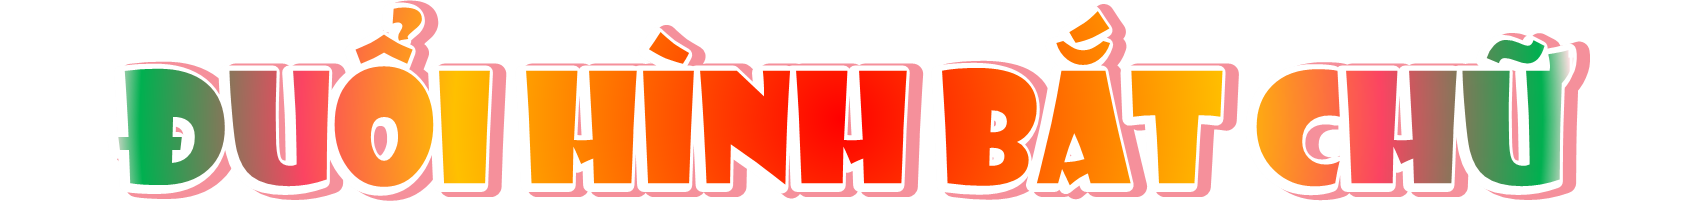 ĐUỔI HÌNH BẮT CHỮ